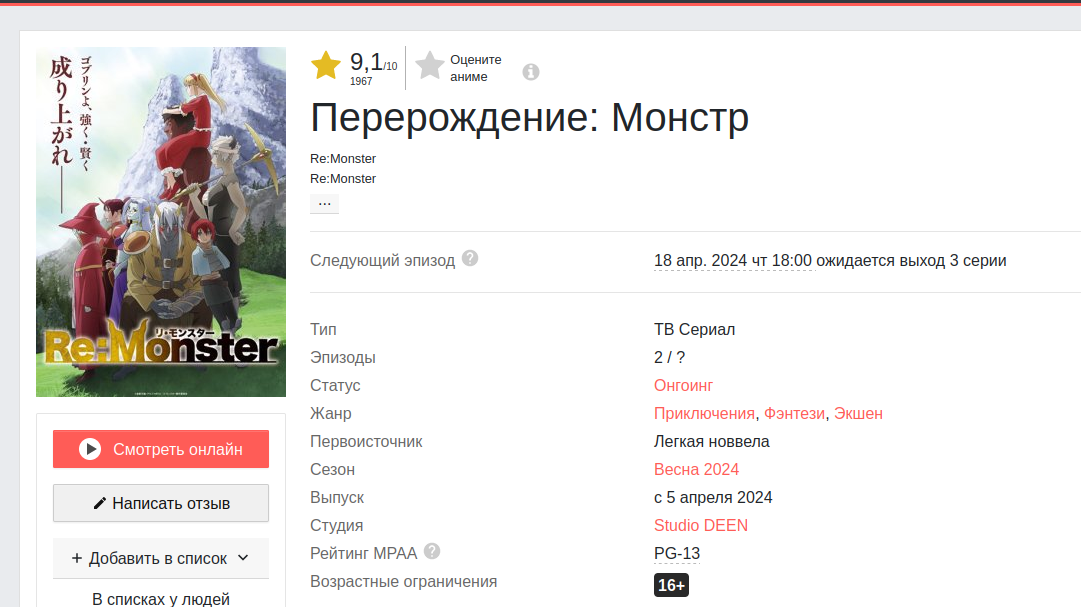 ゴブリンよ、強く・賢く
成り上がれ——
リ・モンスター
Re:Monster
9,1/10
1967
Оцените
аниме
Перерождение: Монстр
Re:Monster
Re:Monster
...
Следующий эпизод ? 18 апр. 2024 чт 18:00 ожидается выход 3 серии
Тип ТВ Сериал
Эпизоды 2 / ?
Статус Онгоинг
Жанр Приключения, Фэнтези, Экшен
Первоисточник Легкая новвела
Сезон Весна 2024
Выпуск с 5 апреля 2024
Студия Studio DEEN
Рейтинг MPAA ? PG-13
Возрастные ограничения 16+
Смотреть онлайн
Написать отзыв
+ Добавить в список
В списках у людей